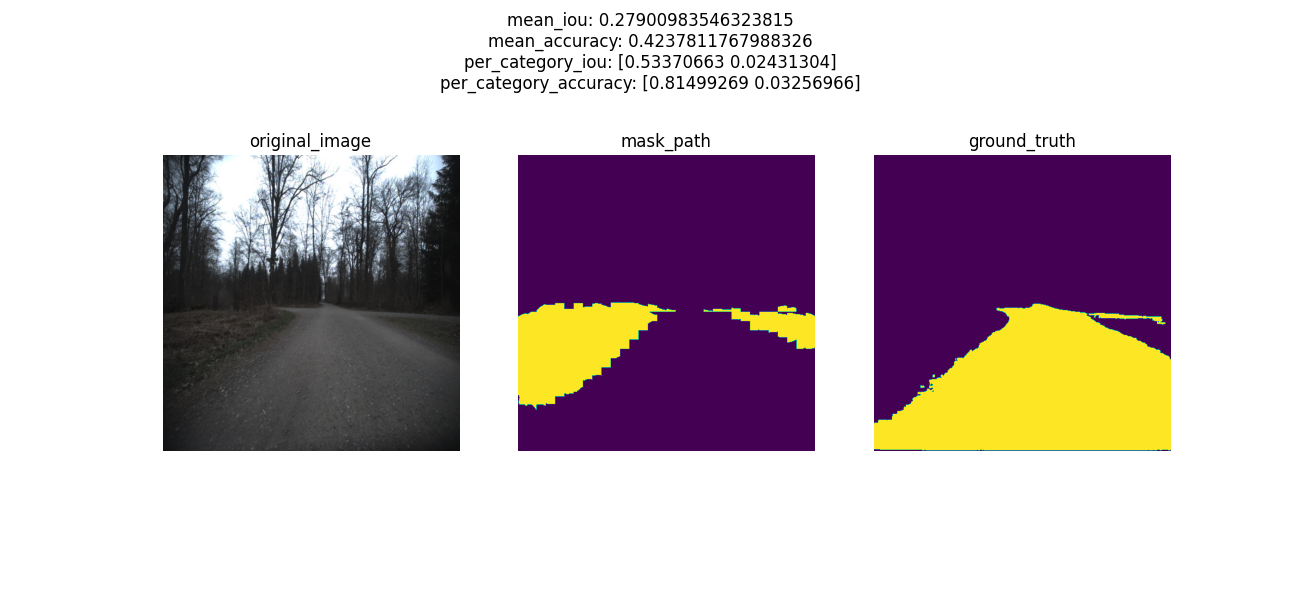 mean_iou: 0.27900983546323815
mean_accuracy: 0.4237811767988326
per_category_iou: [0.53370663 0.02431304]
per_category_accuracy: [0.81499269 0.03256966]
original_image
mask_path
ground_truth